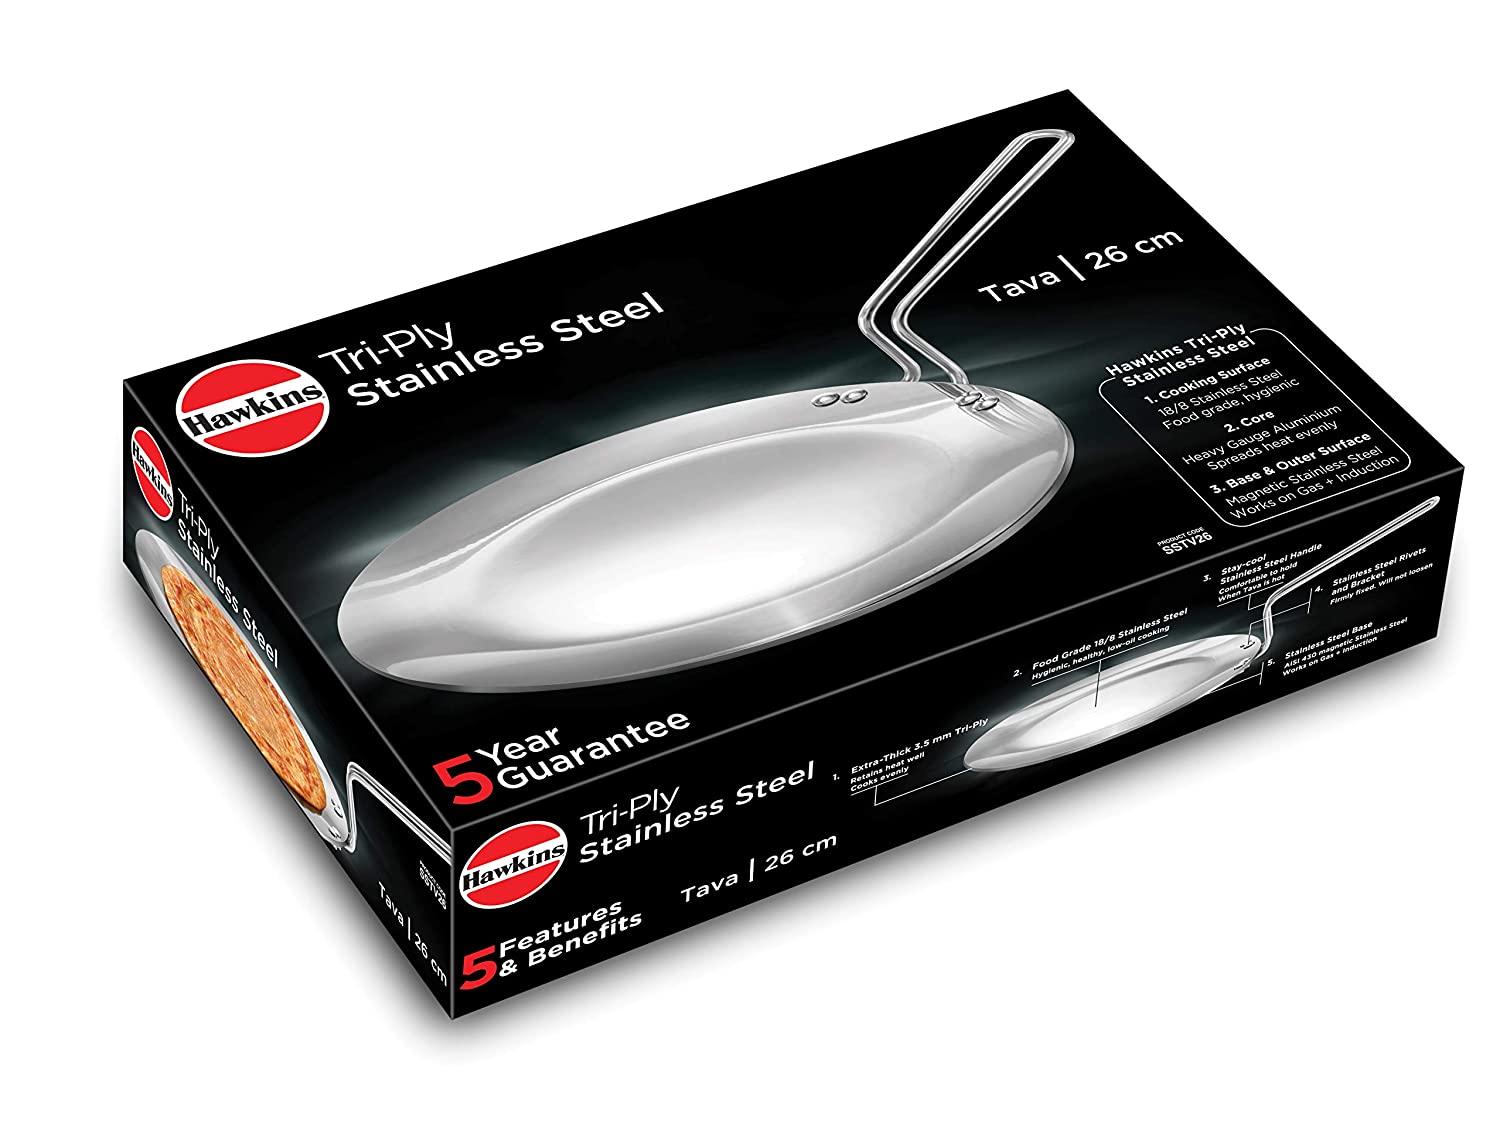 Hawkins
Tri-Ply
Stainless Steel
Tava | 26 cm
Hawkins Tri-Ply
Stainless Steel
1. Cooking Surface
18/8 Stainless Steel
Food grade, hygienic
2. Core
Heavy Gauge Aluminium
Spreads heat evenly
3. Base & Outer Surface
Magnetic Stainless Steel
Works on Gas + Induction
PRODUCT CODE
SSTV26
5 Year
Guarantee
Hawkins
Tri-Ply
Stainless Steel
PRODUCT CODE
SSTV26
Tava | 26 cm
Hawkins
Tri-Ply
Stainless Steel
Tava | 26 cm
5 Features
& Benefits
1. Extra-Thick 3.5 mm Tri-Ply
Retains heat well
Cooks evenly
2. Food Grade 18/8 Stainless Steel
Hygienic, healthy, low-oil cooking
3. Stay-cool
Stainless Steel Handle
Comfortable to hold
When Tava is hot
4. Stainless Steel Rivets
and Bracket
Firmly fixed. Will not loosen
5. Stainless Steel Base
AISI 430 magnetic Stainless Steel
Works on Gas + Induction